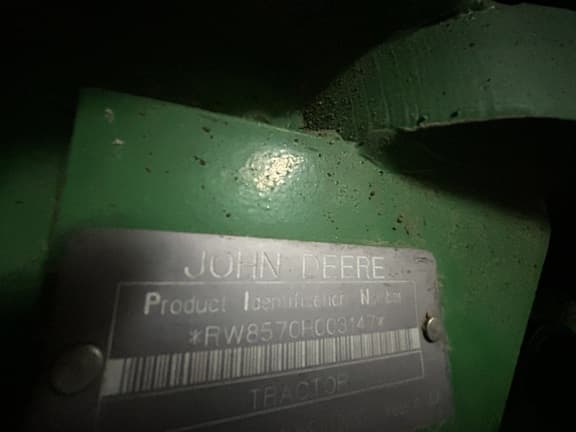 JOHN DEERE
Product Identification Number
*RW8570H003147*
TRACTOR